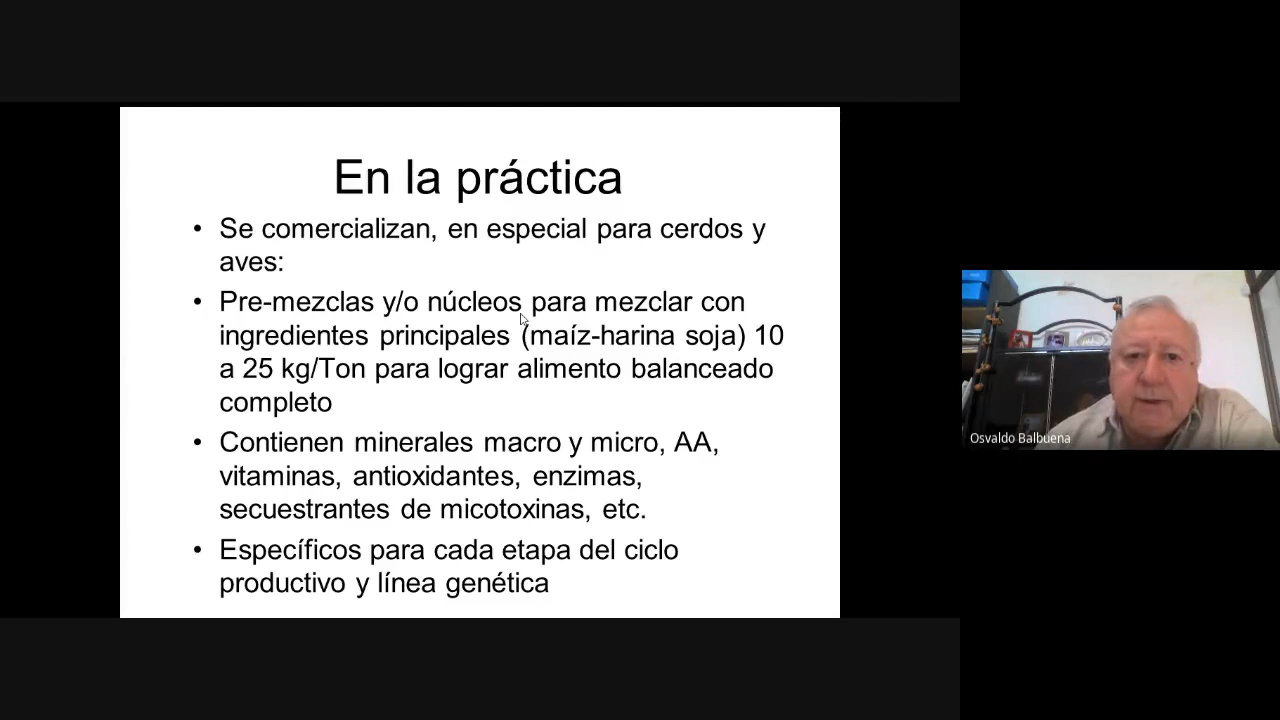 En la práctica
• Se comercializan, en especial para cerdos y
aves:
• Pre-mezclas y/o núcleos para mezclar con
ingredientes principales (maíz-harina soja) 10
a 25 kg/Ton para lograr alimento balanceado
completo
• Contienen minerales macro y micro, AA,
vitaminas, antioxidantes, enzimas,
secuestrantes de micotoxinas, etc.
• Específicos para cada etapa del ciclo
productivo y línea genética
Osvaldo Balbuena